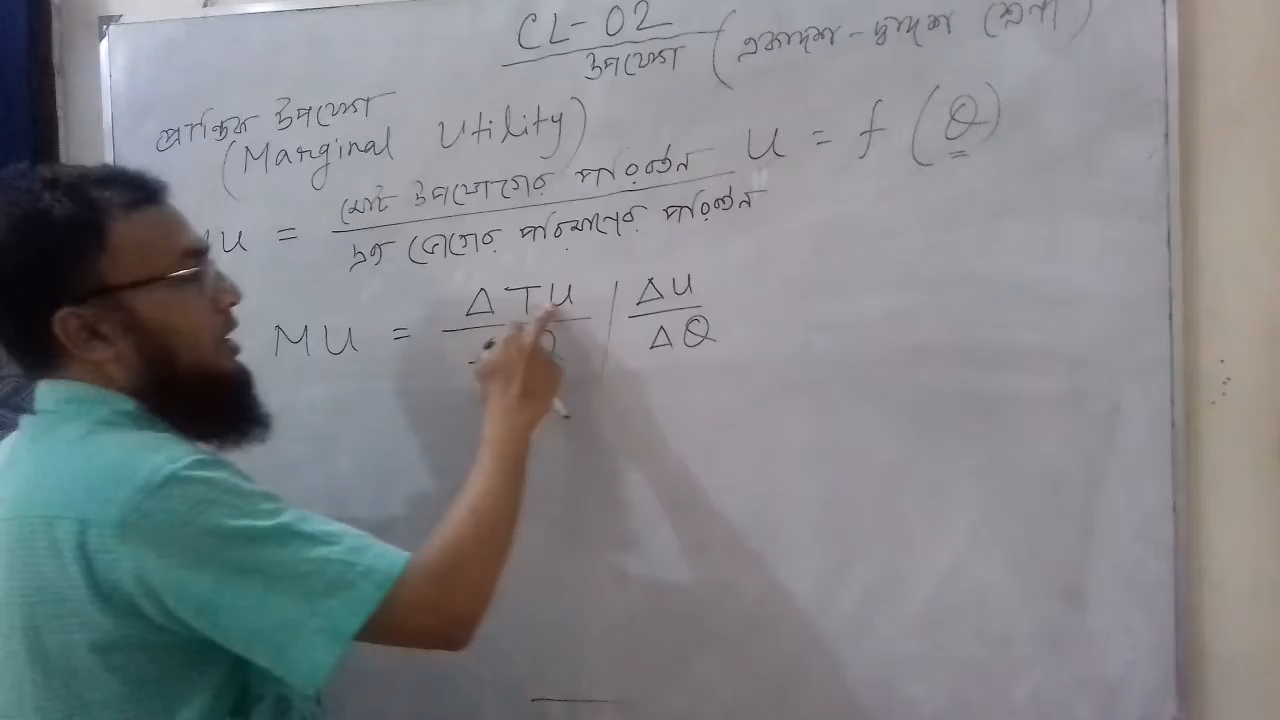 CL-02
উপযোগ (একাদশ - দ্বাদশ শ্রেণী)
প্রান্তিক উপযোগ
(Marginal Utility)
U = f (Q)
MU = মোট উপযোগের পরিবর্তন
ভোগের পরিমাণের পরিবর্তন
MU = ΔTU / ΔU
ΔQ